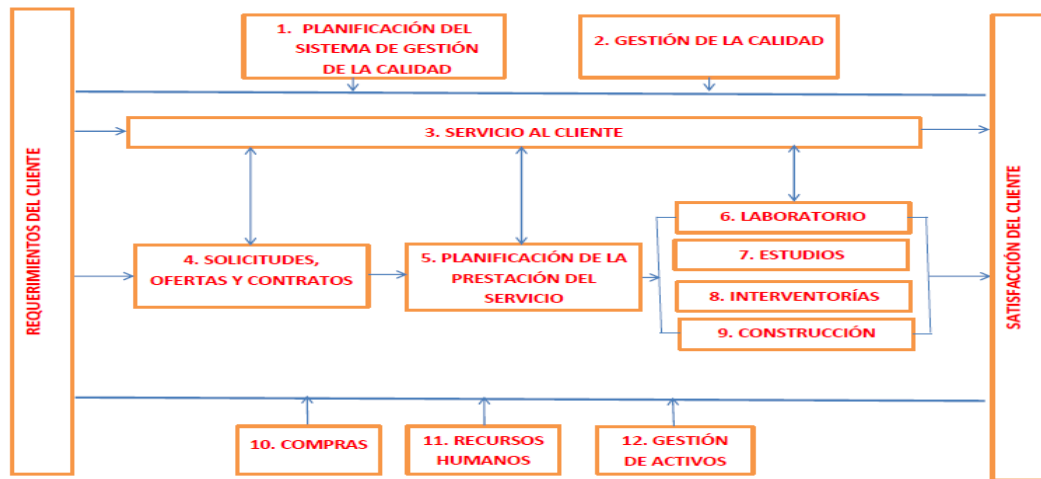 REQUERIMIENTOS DEL CLIENTE
1. PLANIFICACIÓN DEL
SISTEMA DE GESTIÓN
DE LA CALIDAD
2. GESTIÓN DE LA CALIDAD
3. SERVICIO AL CLIENTE
4. SOLICITUDES,
OFERTAS Y CONTRATOS
5. PLANIFICACIÓN DE LA
PRESTACIÓN DEL
SERVICIO
6. LABORATORIO
7. ESTUDIOS
8. INTERVENTORÍAS
9. CONSTRUCCIÓN
10. COMPRAS
11. RECURSOS
HUMANOS
12. GESTIÓN
DE ACTIVOS
SATISFACCIÓN DEL CLIENTE